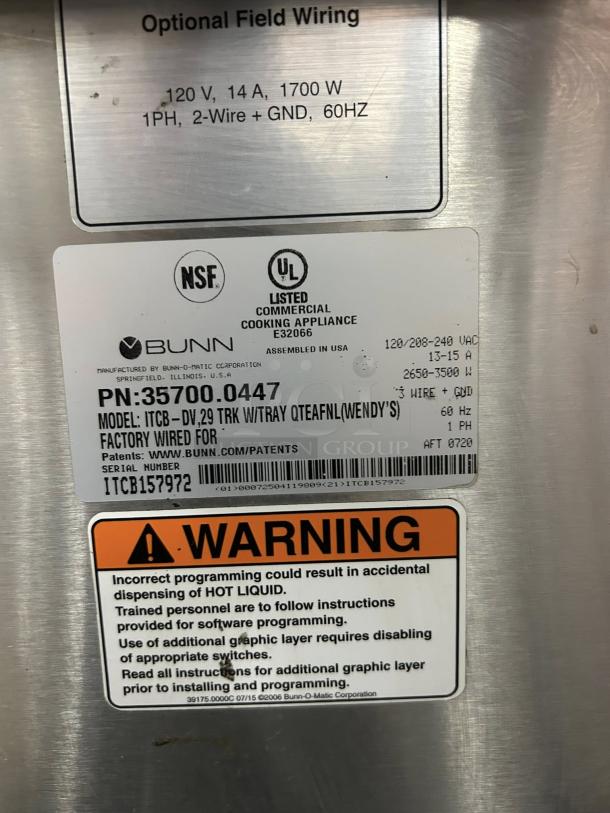 Optional Field Wiring
120 V, 14 A, 1700 W
1PH, 2-Wire + GND, 60HZ
NSF
UL
LISTED
COMMERCIAL
COOKING APPLIANCE
E32066
BUNN
ASSEMBLED IN USA
120/208-240 VAC
13-15 A
2650-3500 W
3 WIRE + GND
60 Hz
1 PH
AFT 0720
MANUFACTURED BY BUNN-O-MATIC CORPORATION
SPRINGFIELD, ILLINOIS, U.S.A
PN:35700.0447
MODEL: ITCB-DV,29 TRK W/TRAY QTEAFNL(WENDY'S)
FACTORY WIRED FOR
Patents: WWW.BUNN.COM/PATENTS
SERIAL NUMBER
ITCB157972
(01)00072504119809(21)ITCB157972
AUCTION GROUP
WARNING
Incorrect programming could result in accidental
dispensing of HOT LIQUID.
Trained personnel are to follow instructions
provided for software programming.
Use of additional graphic layer requires disabling
of appropriate switches.
Read all instructions for additional graphic layer
prior to installing and programming.
39175.0000C 07/15 ©2006 Bunn-O-Matic Corporation